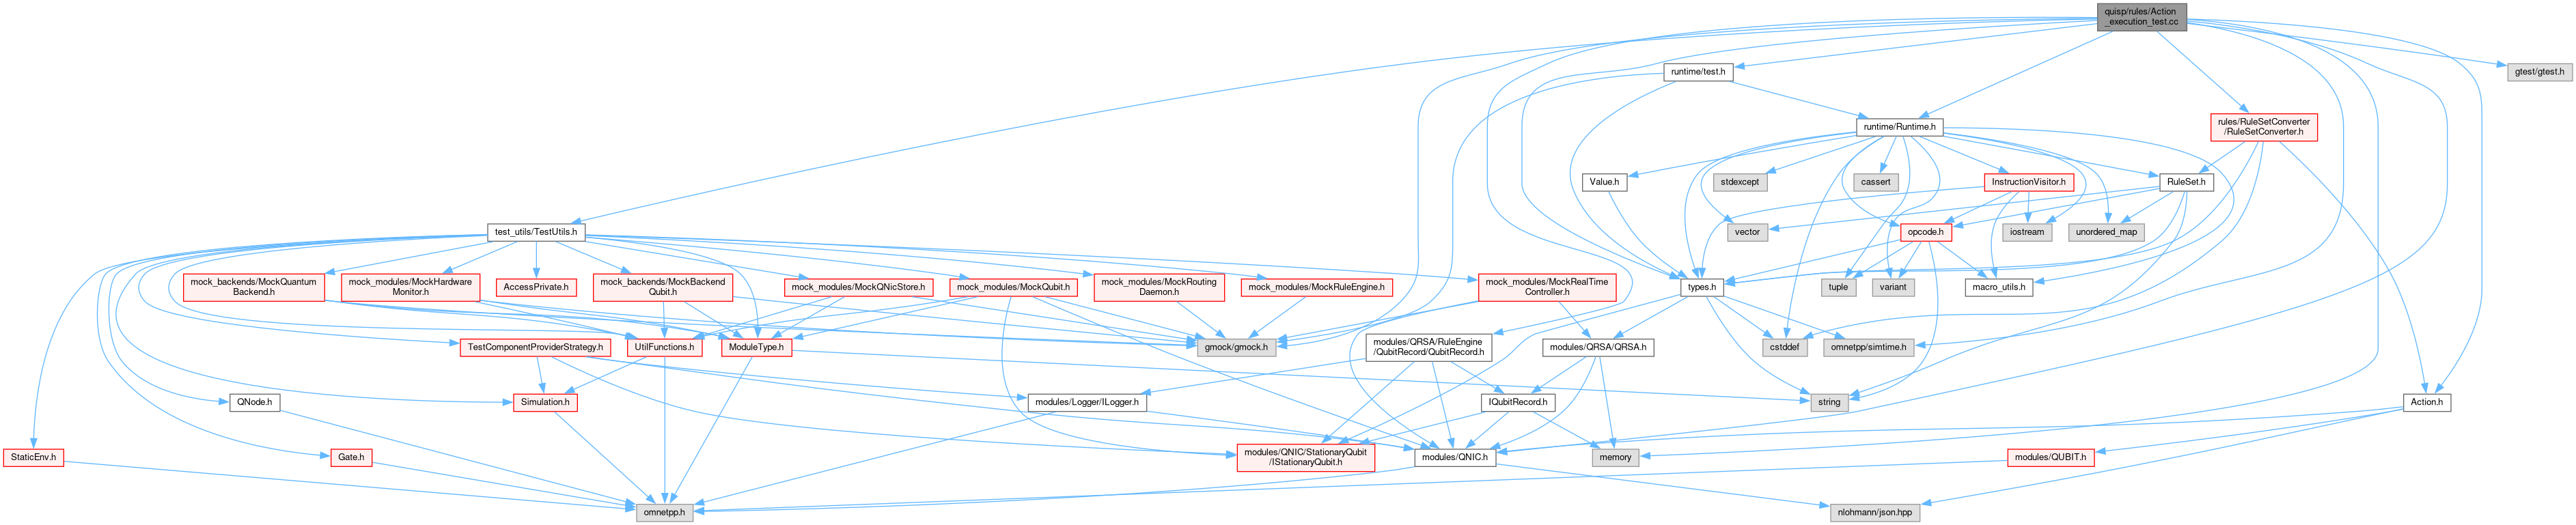 quisp/rules/Action
_execution_test.cc
runtime/test.h
gtest/gtest.h
runtime/Runtime.h
rules/RuleSetConverter
/RuleSetConverter.h
Value.h
stdexcept
cassert
InstructionVisitor.h
RuleSet.h
test_utils/TestUtils.h
vector
opcode.h
iostream
unordered_map
mock_backends/MockQuantum
Backend.h
mock_modules/MockHardware
Monitor.h
AccessPrivate.h
mock_backends/MockBackend
Qubit.h
mock_modules/MockQNicStore.h
mock_modules/MockQubit.h
mock_modules/MockRouting
Daemon.h
mock_modules/MockRuleEngine.h
mock_modules/MockRealTime
Controller.h
types.h
tuple
variant
macro_utils.h
TestComponentProviderStrategy.h
UtilFunctions.h
ModuleType.h
gmock/gmock.h
modules/QRSA/RuleEngine
/QubitRecord/QubitRecord.h
modules/QRSA/QRSA.h
cstddef
omnetpp/simtime.h
QNode.h
Simulation.h
modules/Logger/ILogger.h
IQubitRecord.h
string
Action.h
StaticEnv.h
Gate.h
modules/QNIC/StationaryQubit
/IStationaryQubit.h
modules/QNIC.h
memory
modules/QUBIT.h
omnetpp.h
nlohmann/json.hpp